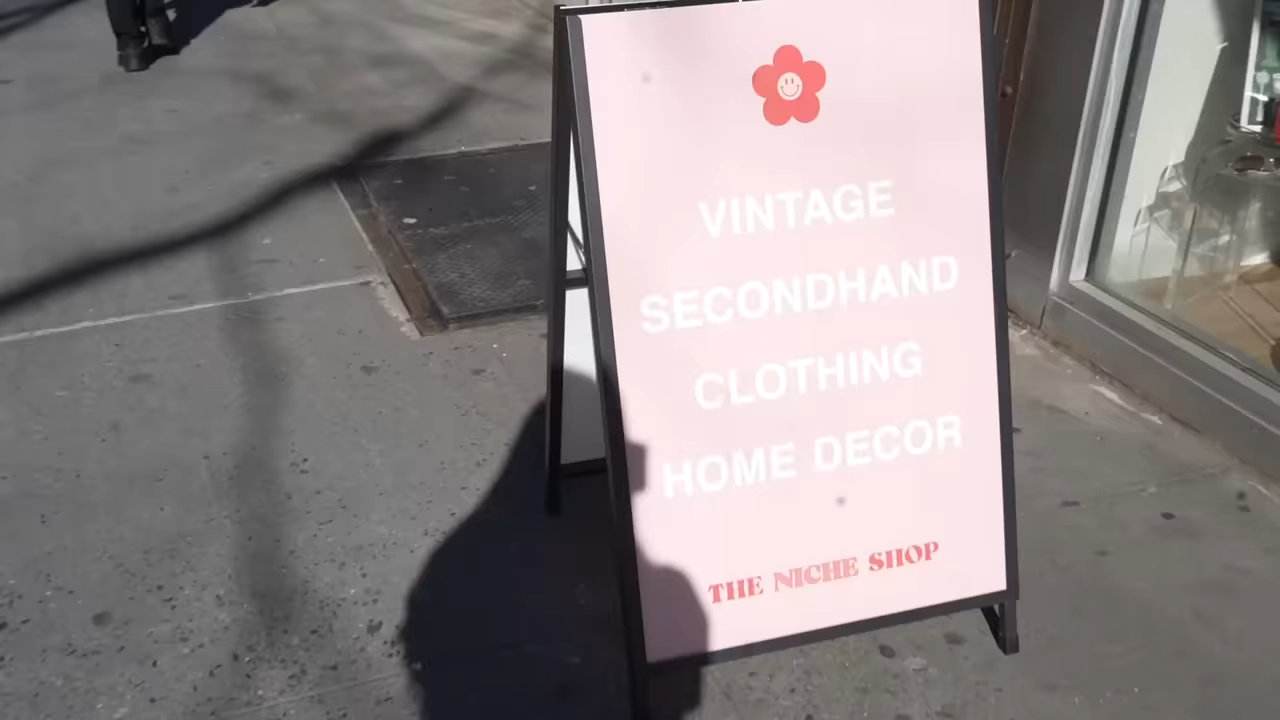 VINTAGE
SECONDHAND
CLOTHING
HOME DECOR
THE NICHE SHOP